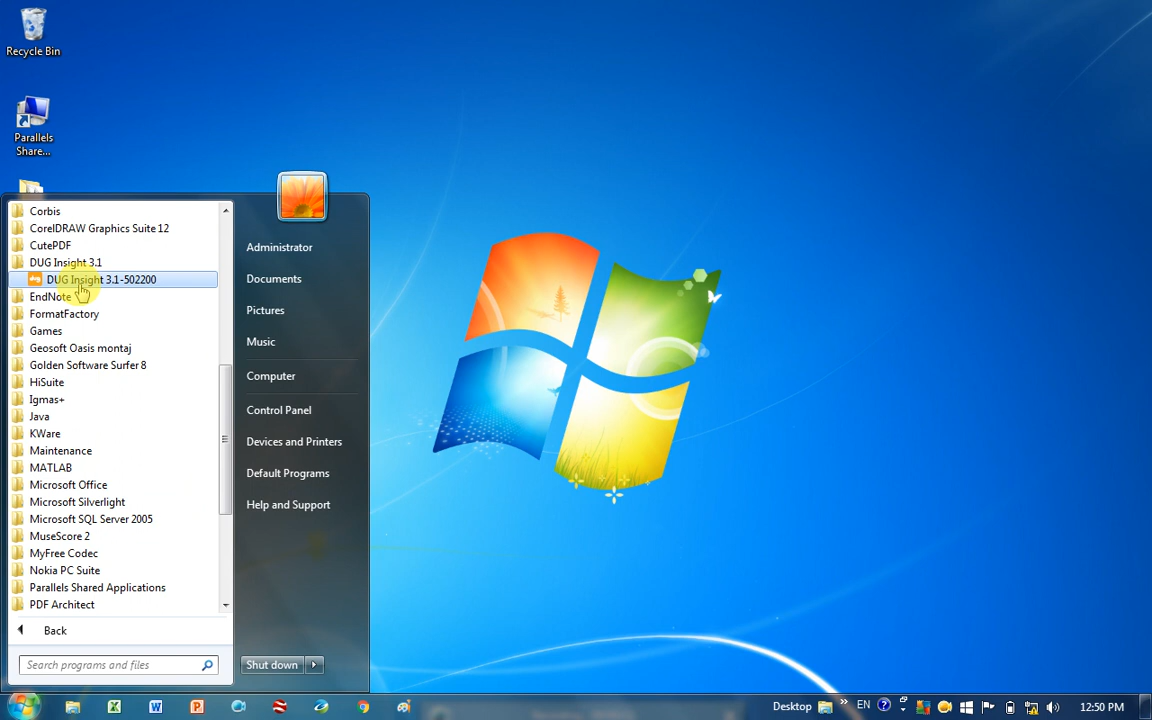 Recycle Bin
Parallels
Share...
Corbis
CorelDRAW Graphics Suite 12
CutePDF
DUG Insight 3.1
DUG Insight 3.1-502200
EndNote
FormatFactory
Games
Geosoft Oasis montaj
Golden Software Surfer 8
HiSuite
Igmas+
Java
KWare
Maintenance
MATLAB
Microsoft Office
Microsoft Silverlight
Microsoft SQL Server 2005
MuseScore 2
MyFree Codec
Nokia PC Suite
Parallels Shared Applications
PDF Architect
Back
Search programs and files
Administrator
Documents
Pictures
Music
Computer
Control Panel
Devices and Printers
Default Programs
Help and Support
Shut down
Desktop
EN
12:50 PM